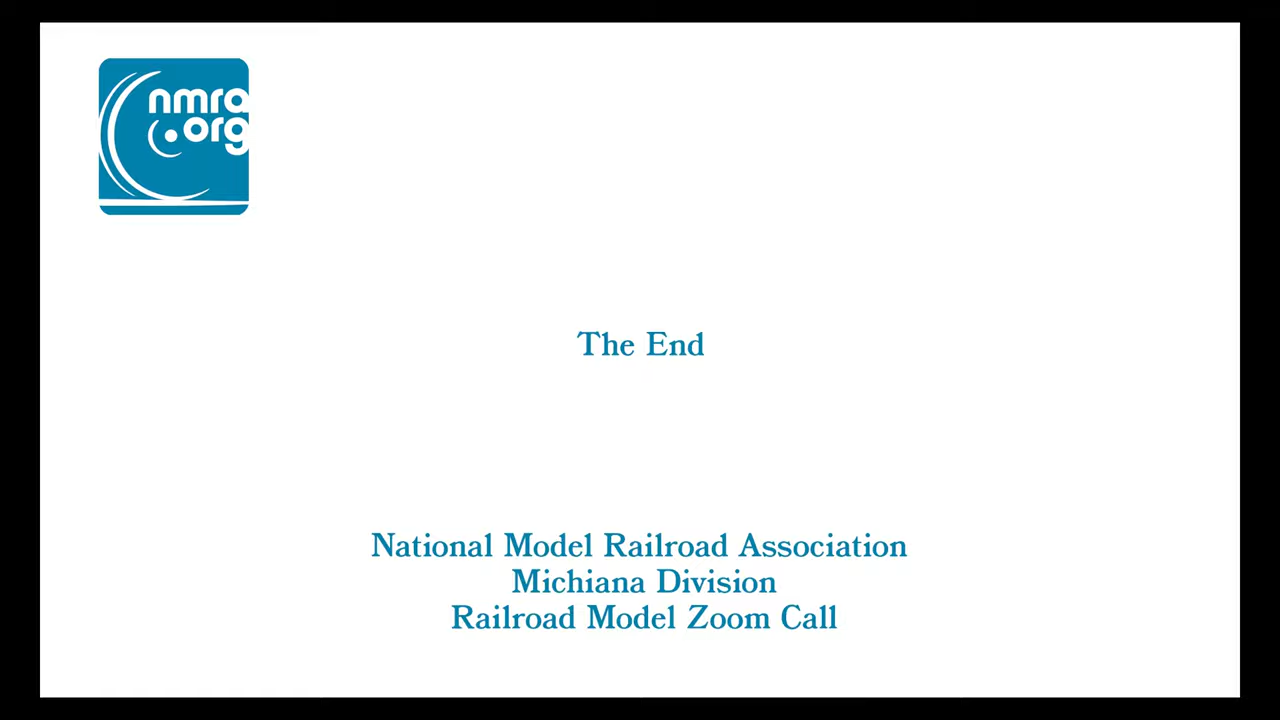 nmra
.org
The End
National Model Railroad Association
Michiana Division
Railroad Model Zoom Call